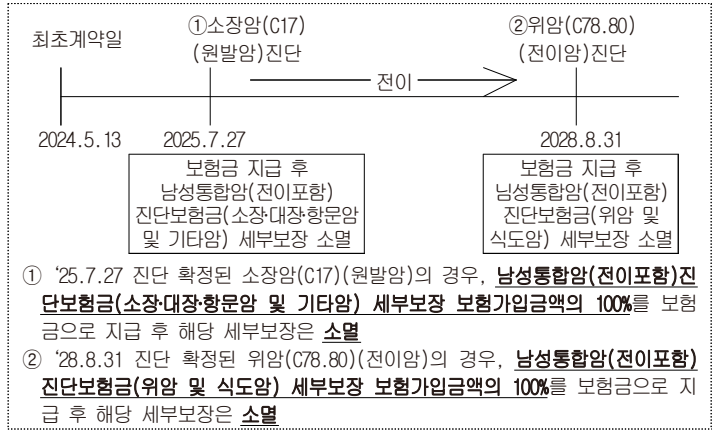 최초계약일
①소장암(C17)
(원발암)진단
②위암(C78.80)
(전이암)진단
전이
2024.5.13
2025.7.27
2028.8.31
보험금 지급 후
남성통합암(전이포함)
진단보험금(소장·대장·항문암
및 기타암) 세부보장 소멸
보험금 지급 후
남성통합암(전이포함)
진단보험금(위암 및
식도암) 세부보장 소멸
① ‘25.7.27 진단 확정된 소장암(C17)(원발암)의 경우, 남성통합암(전이포함)진
단보험금(소장·대장·항문암 및 기타암) 세부보장 보험가입금액의 100%를 보험
금으로 지급 후 해당 세부보장은 소멸
② ‘28.8.31 진단 확정된 위암(C78.80)(전이암)의 경우, 남성통합암(전이포함)
진단보험금(위암 및 식도암) 세부보장 보험가입금액의 100%를 보험금으로 지
급 후 해당 세부보장은 소멸